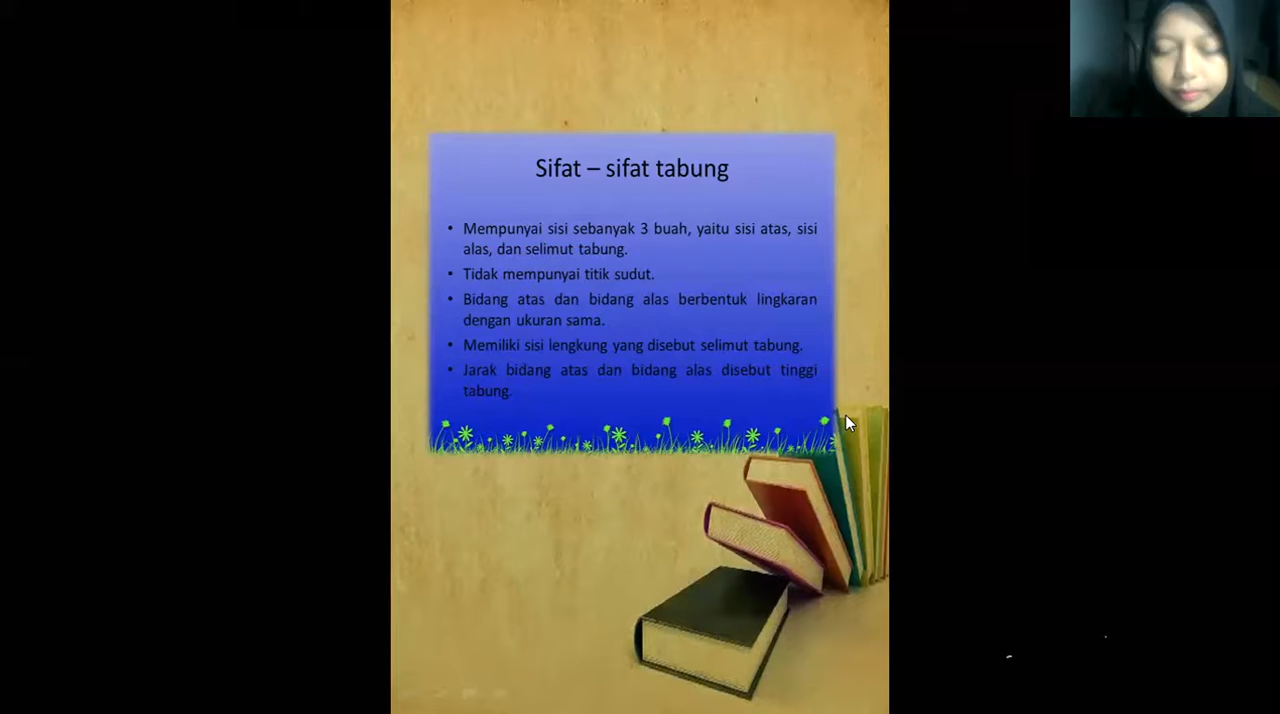 Sifat – sifat tabung
• Mempunyai sisi sebanyak 3 buah, yaitu sisi atas, sisi
alas, dan selimut tabung.
• Tidak mempunyai titik sudut.
• Bidang atas dan bidang alas berbentuk lingkaran
dengan ukuran sama.
• Memiliki sisi lengkung yang disebut selimut tabung.
• Jarak bidang atas dan bidang alas disebut tinggi
tabung.